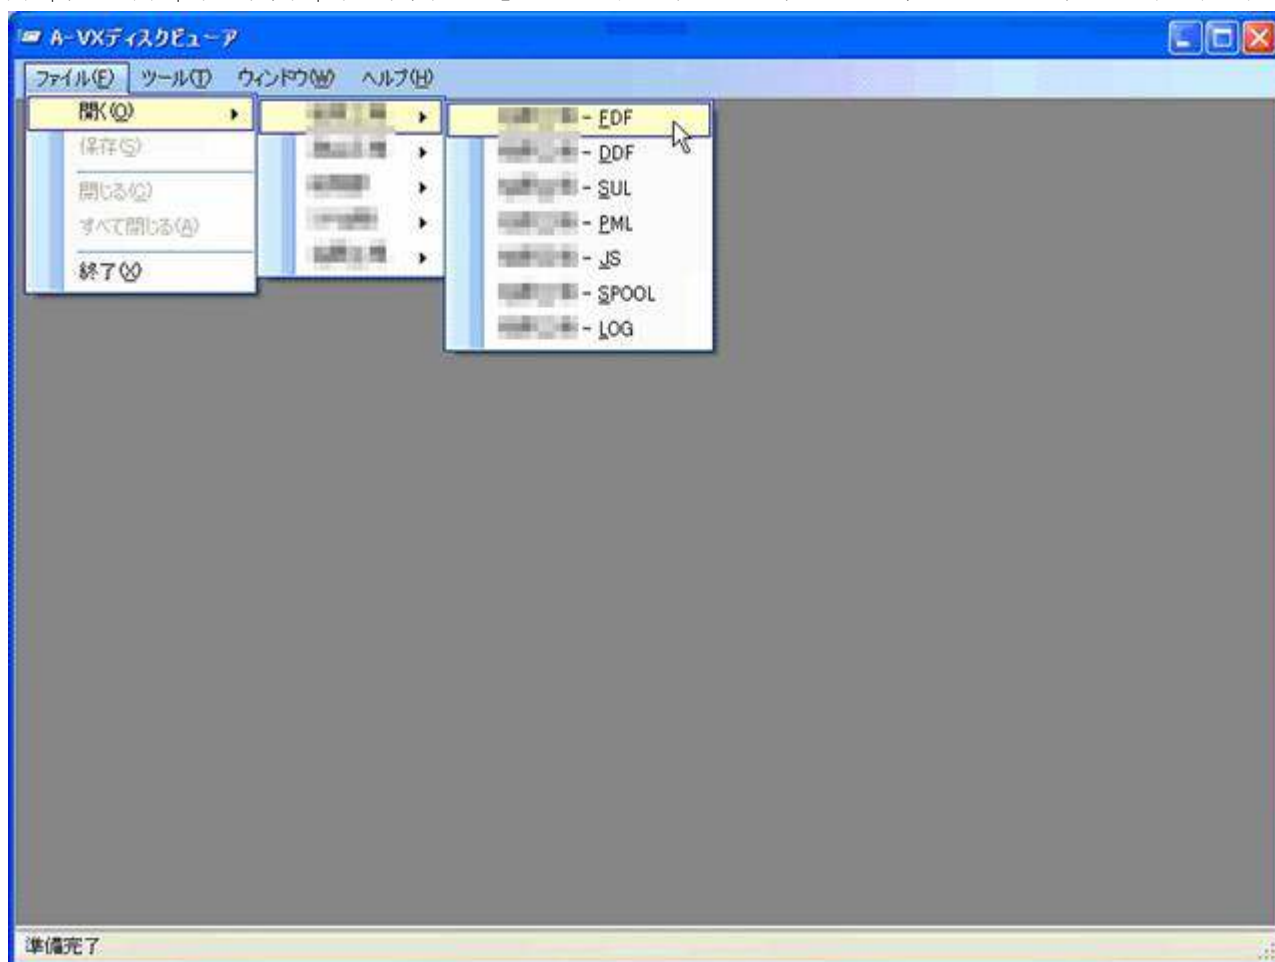 A-VXディスクビューア
ファイル(F) ツール(T) ウィンドウ(W) ヘルプ(H)
開く(O)
保存(S)
閉じる(C)
すべて閉じる(A)
終了(X)
- EDF
- DDF
- SUL
- PML
- JS
- SPOOL
- LOG
準備完了